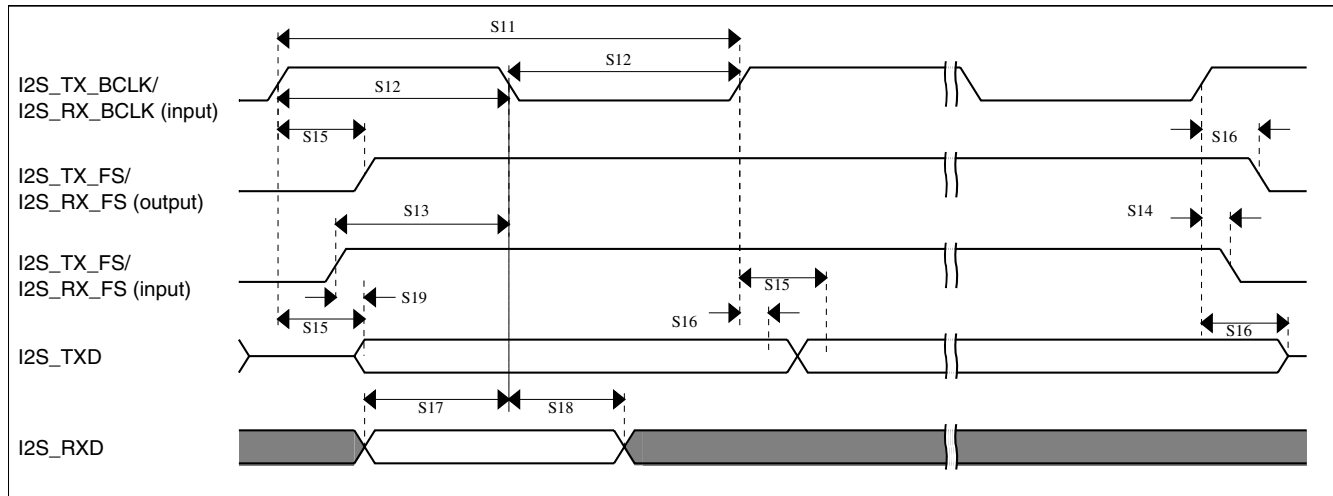 S11
I2S_TX_BCLK/
I2S_RX_BCLK (input)
S12
S12
S15
S16
I2S_TX_FS/
I2S_RX_FS (output)
S13
S14
I2S_TX_FS/
I2S_RX_FS (input)
S15
S19
S15
S16
S16
I2S_TXD
S17
S18
I2S_RXD